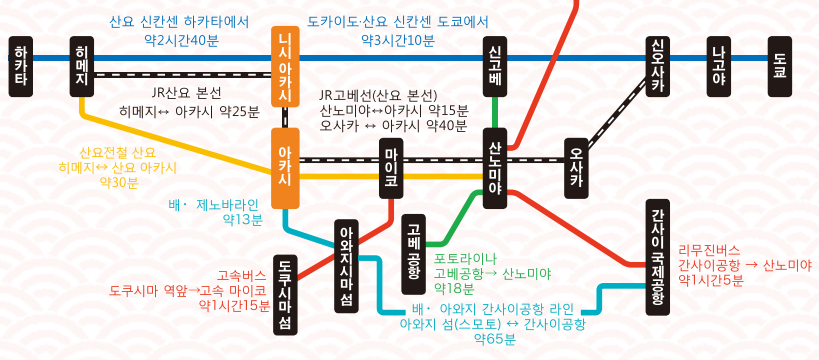 산요 신칸센 하카타에서
약2시간40분
도카이도·산요 신칸센 도쿄에서
약3시간10분
하카타
히메지
니시아카시
신고베
신오사카
나고야
도쿄
JR산요 본선
히메지↔ 아카시 약25분
JR고베선(산요 본선)
산노미야↔아카시 약15분
오사카 ↔ 아카시 약40분
산요전철 산요
히메지↔ 산요 아카시
약30분
아카시
마이코
산노미야
오사카
배· 제노바라인
약13분
도쿠시마 섬
아와지시마 섬
고베 공항
간사이 국제공항
고속버스
도쿠시마 역앞→고속 마이코
약1시간15분
포토라이나
고베공항→ 산노미야
약18분
리무진버스
간사이공항 → 산노미야
약1시간5분
배· 아와지 간사이공항 라인
아와지 섬(스모토) ↔ 간사이공항
약65분